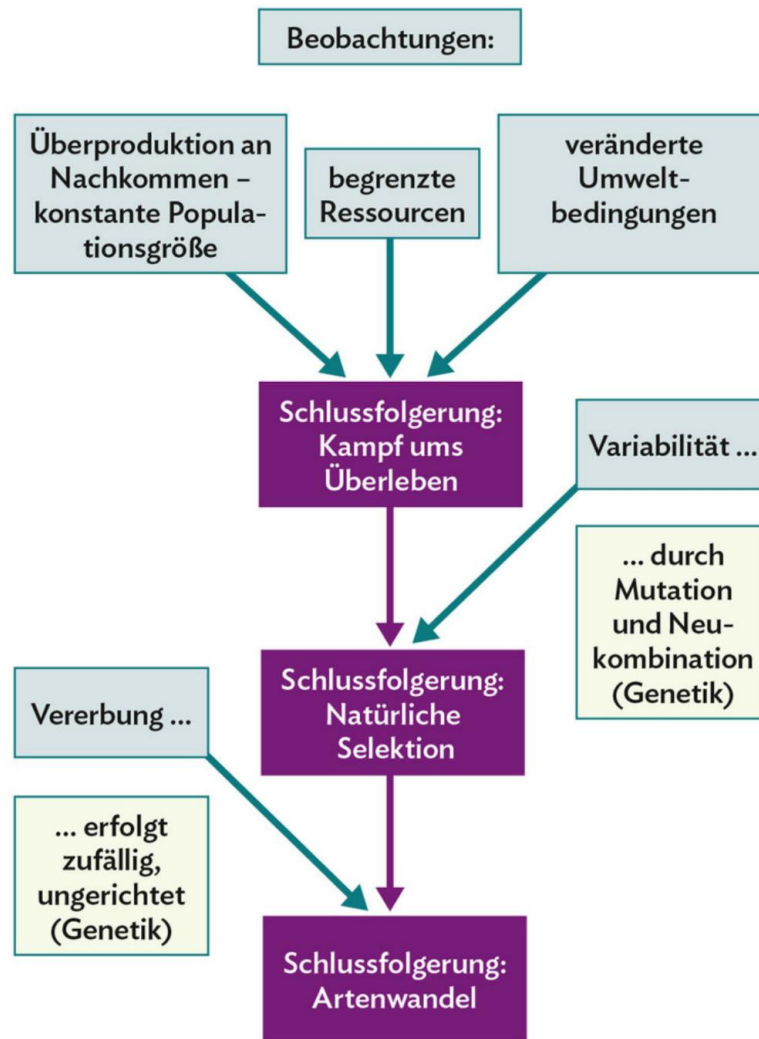 Beobachtungen:
Überproduktion an
Nachkommen –
konstante Popula-
tionsgröße
begrenzte
Ressourcen
veränderte
Umwelt-
bedingungen
Schlussfolgerung:
Kampf ums
Überleben
Variabilität ...
... durch
Mutation
und Neu-
kombination
(Genetik)
Schlussfolgerung:
Natürliche
Selektion
Vererbung ...
... erfolgt
zufällig,
ungerichtet
(Genetik)
Schlussfolgerung:
Artenwandel